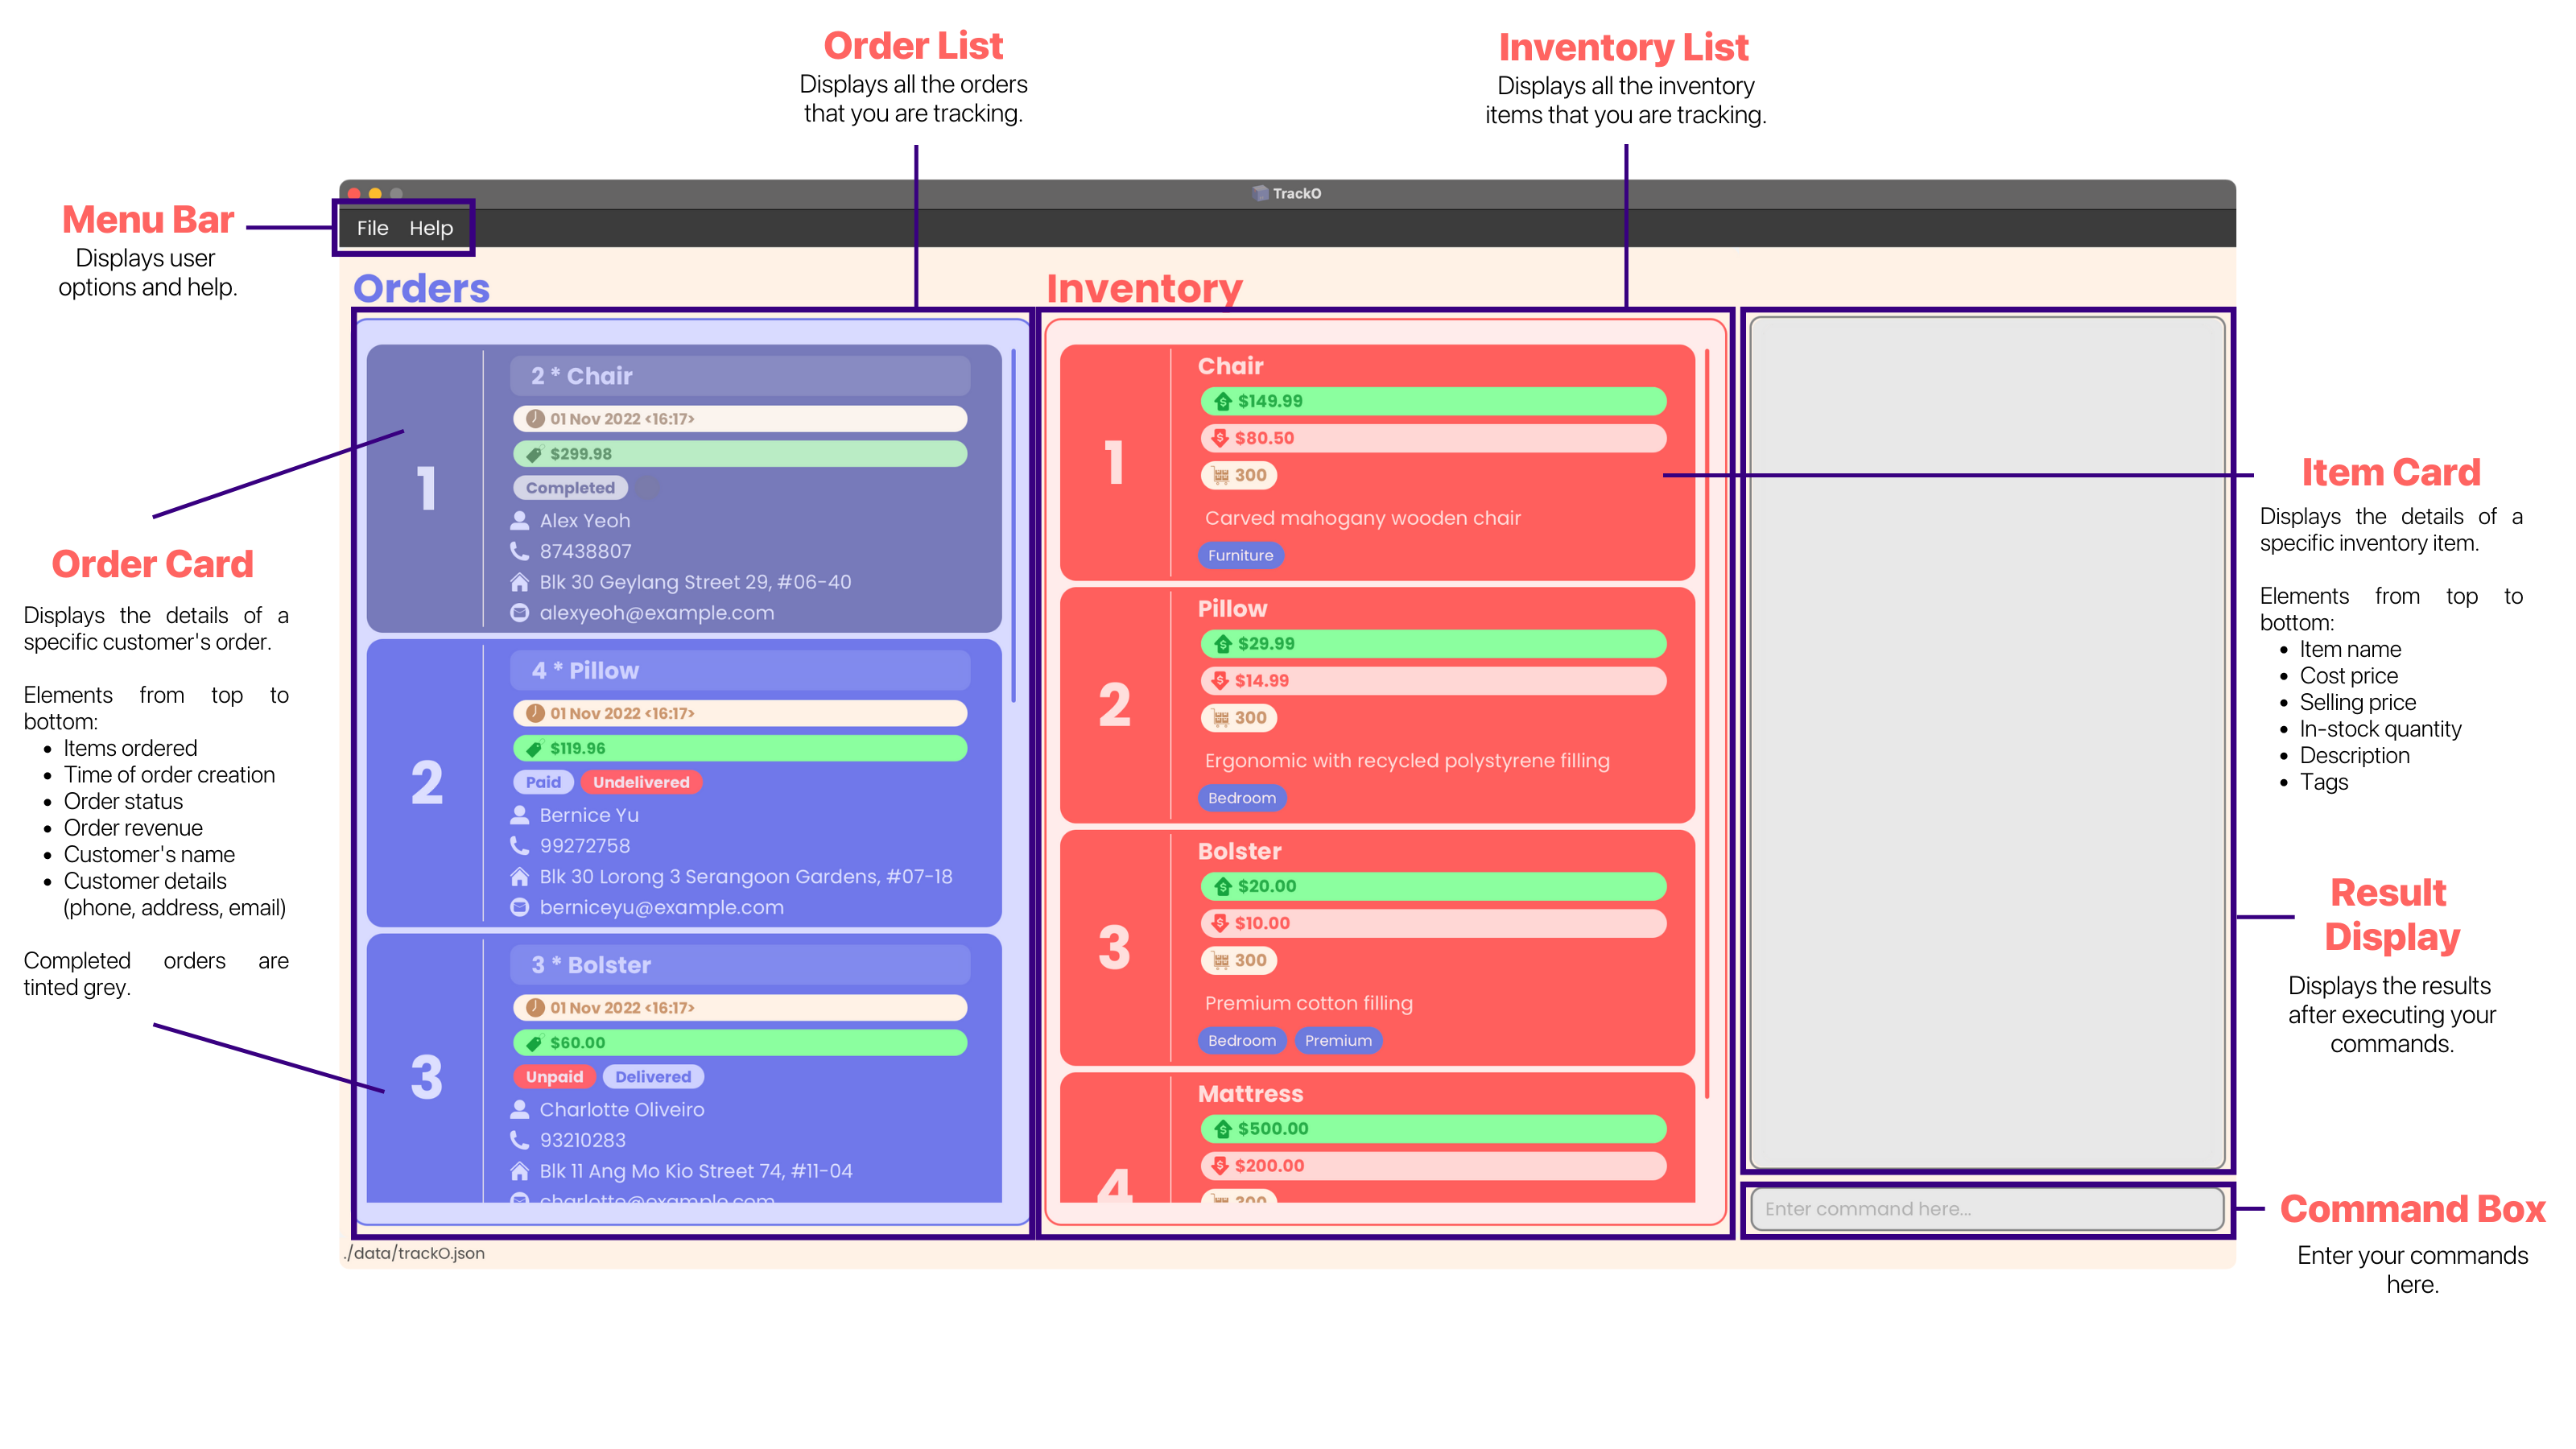 Order List
Displays all the orders
that you are tracking.
Inventory List
Displays all the inventory
items that you are tracking.
Menu Bar
Displays user
options and help.
TrackO
File Help
Orders
1
2 * Chair
01 Nov 2022 <16:17>
$299.98
Completed
Alex Yeoh
87438807
Blk 30 Geylang Street 29, #06-40
alexyeoh@example.com
2
4 * Pillow
01 Nov 2022 <16:17>
$119.96
Paid Undelivered
Bernice Yu
99272758
Blk 30 Lorong 3 Serangoon Gardens, #07-18
berniceyu@example.com
3
3 * Bolster
01 Nov 2022 <16:17>
$60.00
Unpaid Delivered
Charlotte Oliveiro
93210283
Blk 11 Ang Mo Kio Street 74, #11-04
charlotte@example.com
Inventory
1
Chair
$149.99
$80.50
300
Carved mahogany wooden chair
Furniture
2
Pillow
$29.99
$14.99
300
Ergonomic with recycled polystyrene filling
Bedroom
3
Bolster
$20.00
$10.00
300
Premium cotton filling
Bedroom Premium
4
Mattress
$500.00
$200.00
300
Enter command here...
./data/trackO.json
Order Card
Displays the details of a
specific customer's order.
Elements from top to
bottom:
• Items ordered
• Time of order creation
• Order status
• Order revenue
• Customer's name
• Customer details
(phone, address, email)
Completed orders are
tinted grey.
Item Card
Displays the details of a
specific inventory item.
Elements from top to
bottom:
• Item name
• Cost price
• Selling price
• In-stock quantity
• Description
• Tags
Result
Display
Displays the results
after executing your
commands.
Command Box
Enter your commands
here.